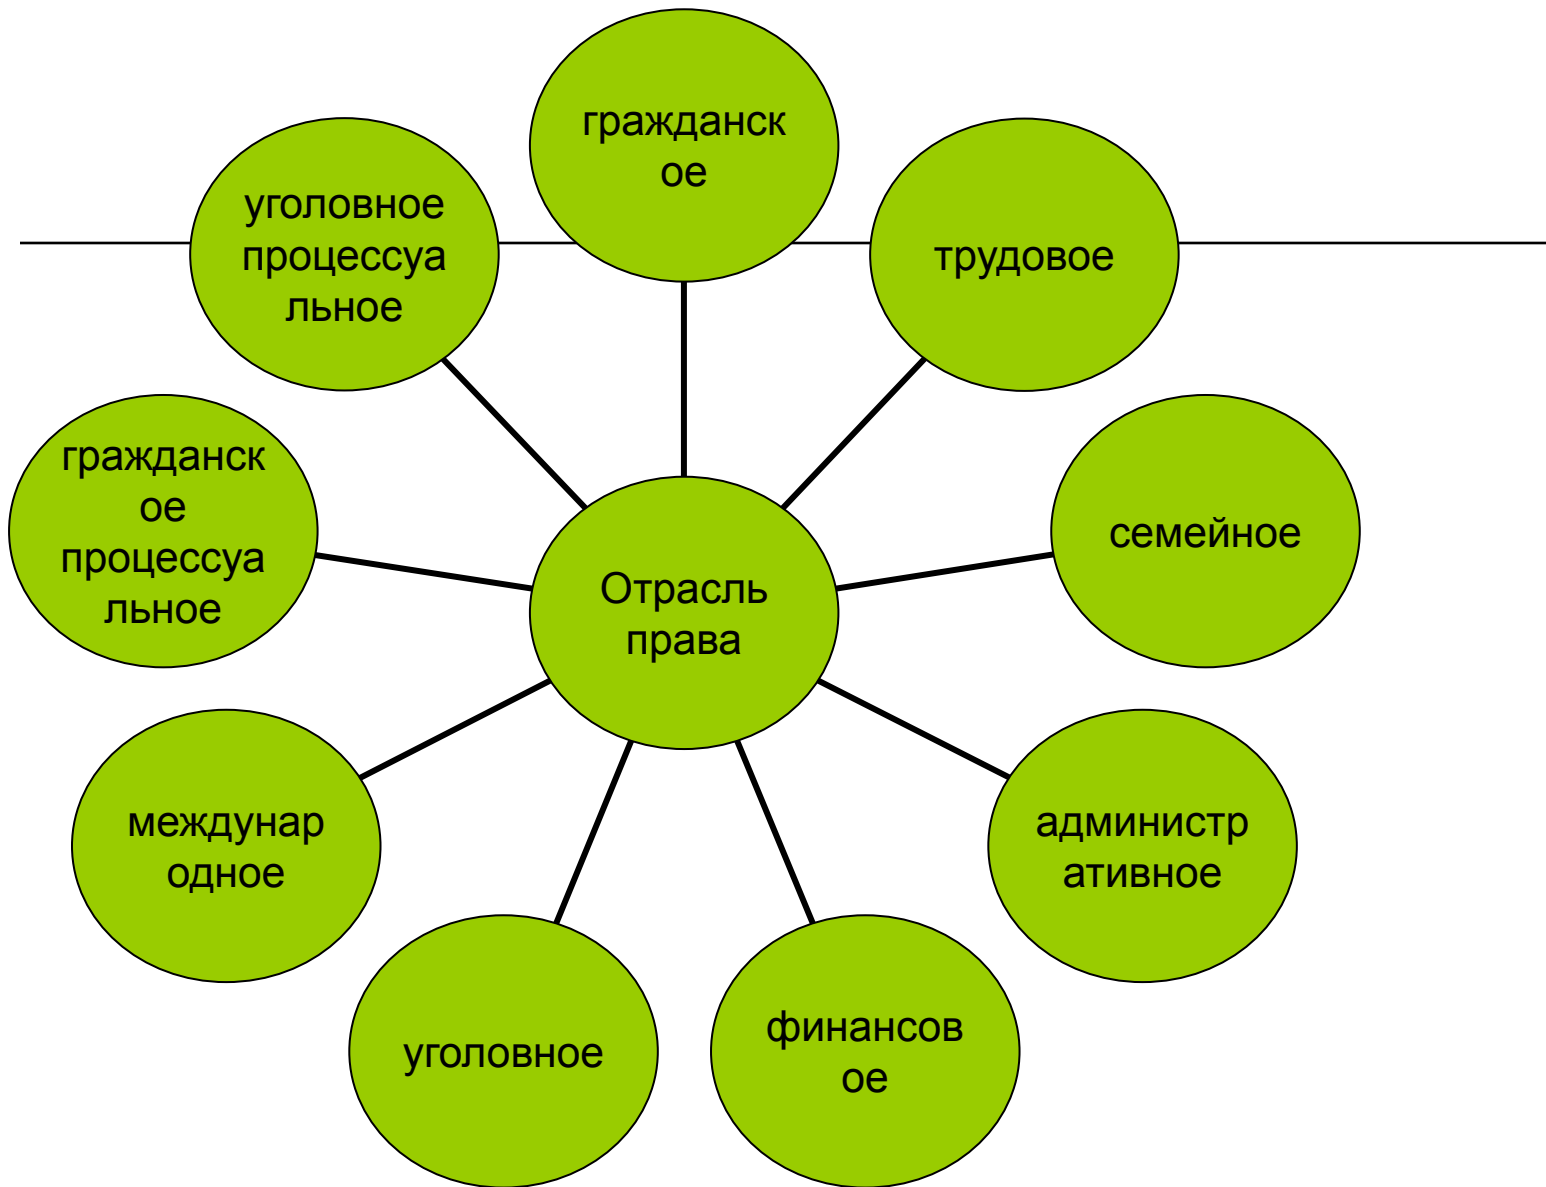 гражданск
ое
уголовное
процессуа
льное
трудовое
гражданск
ое
процессуа
льное
семейное
Отрасль
права
междунар
одное
администр
ативное
уголовное
финансов
ое